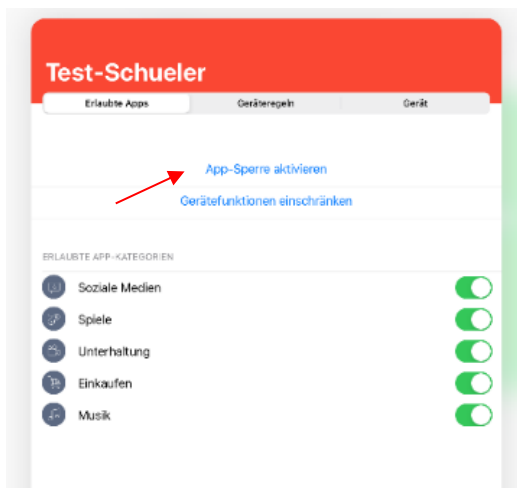 Test-Schueler
Erlaubte Apps Geräteregeln Gerät
App-Sperre aktivieren
Gerätefunktionen einschränken
ERLAUBTE APP-KATEGORIEN
Soziale Medien
Spiele
Unterhaltung
Einkaufen
Musik